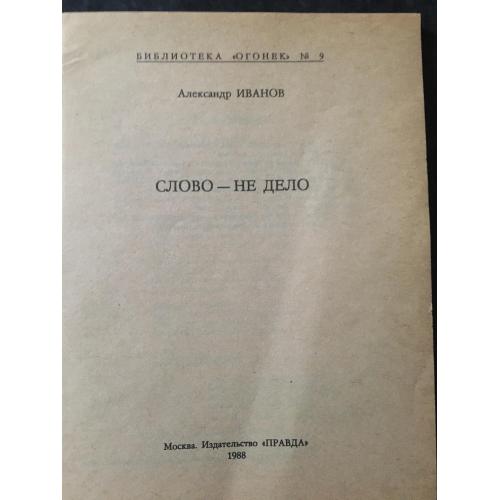 БИБЛИОТЕКА «ОГОНЕК» № 9
Александр ИВАНОВ
СЛОВО — НЕ ДЕЛО
Москва. Издательство «ПРАВДА»
1988